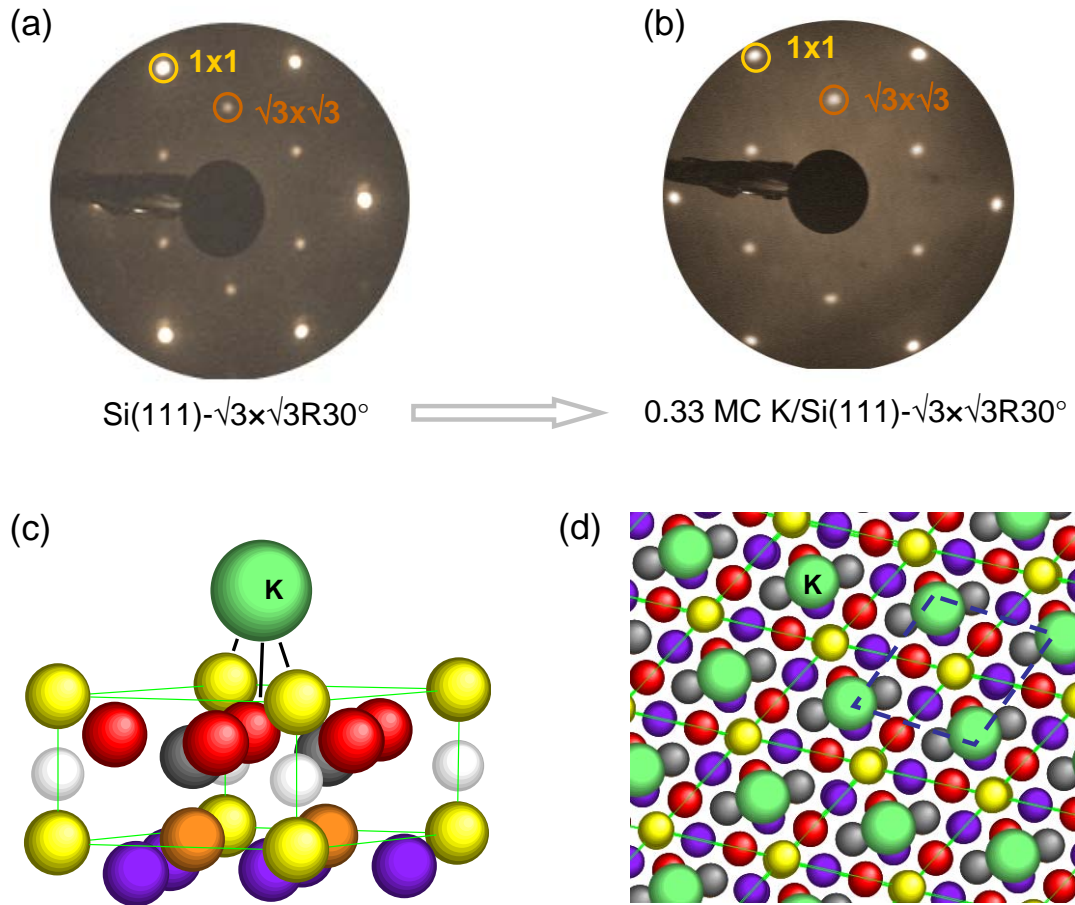 (a)
1x1
√3x√3
(b)
1x1
√3x√3
Si(111)-√3×√3R30°
0.33 MC K/Si(111)-√3×√3R30°
(c)
K
(d)
K